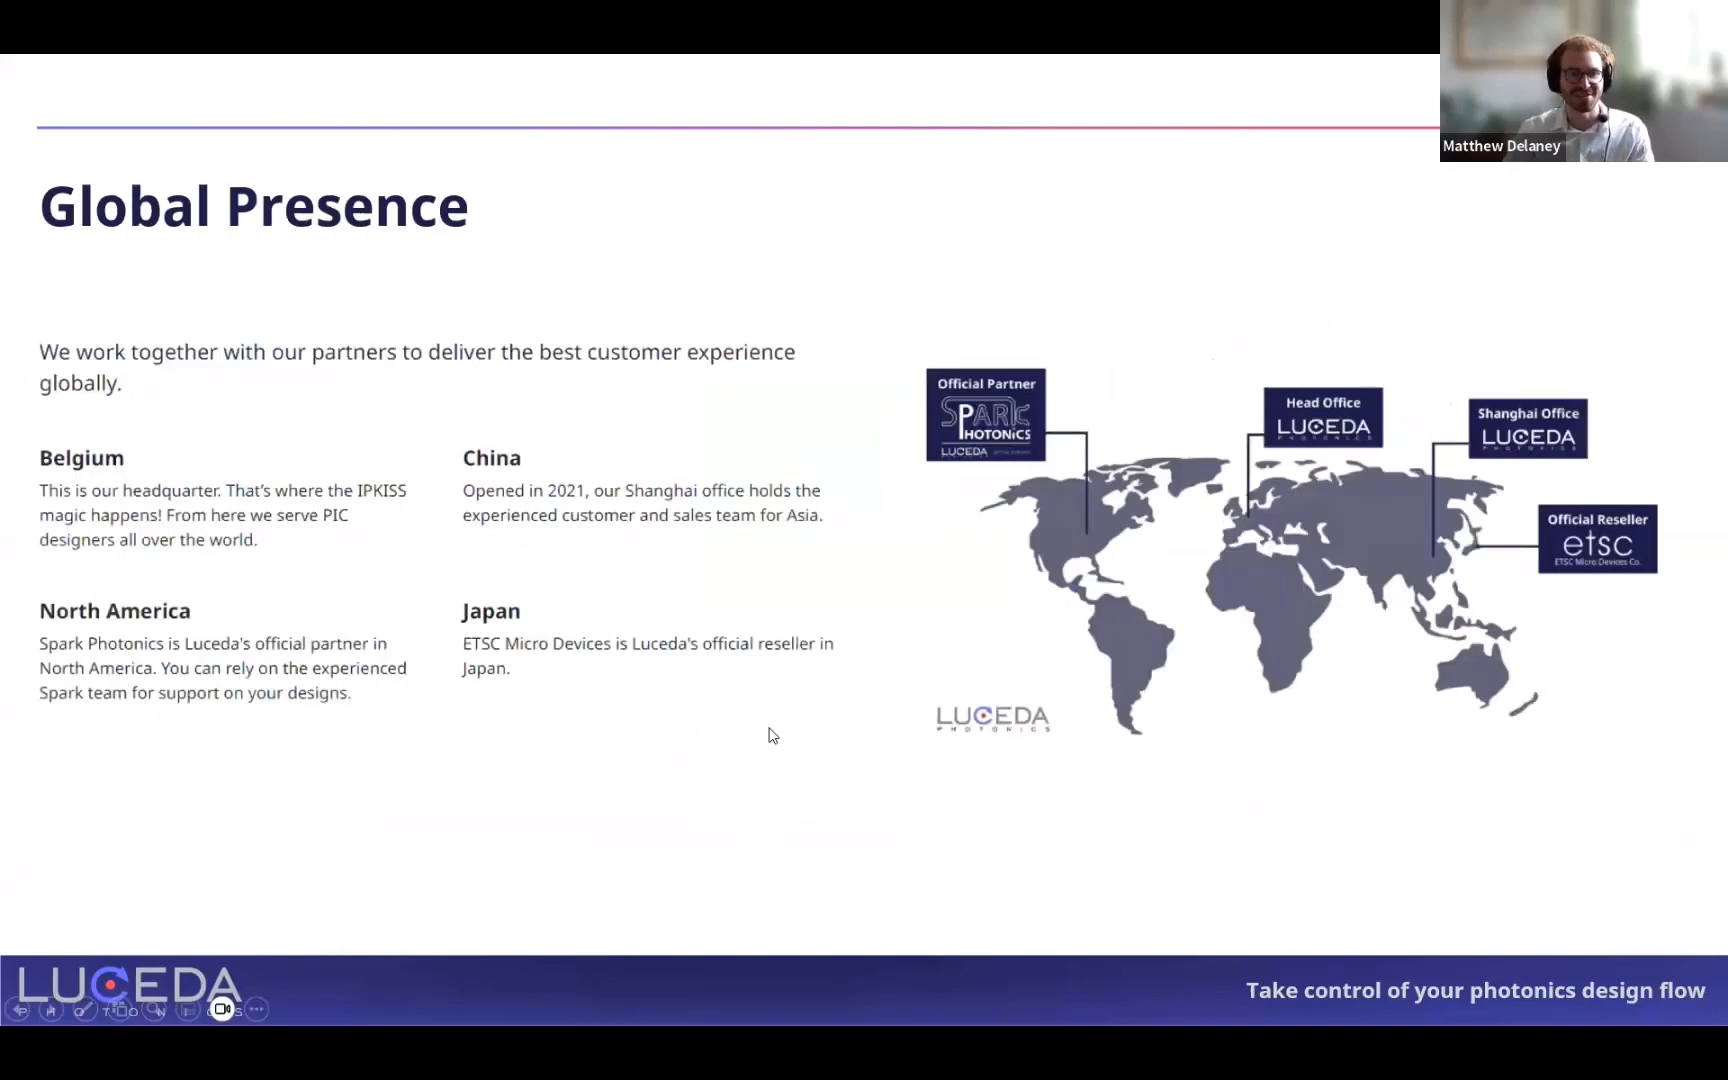 Matthew Delaney
Global Presence
We work together with our partners to deliver the best customer experience
globally.
Belgium
This is our headquarter. That's where the IPKISS
magic happens! From here we serve PIC
designers all over the world.
China
Opened in 2021, our Shanghai office holds the
experienced customer and sales team for Asia.
North America
Spark Photonics is Luceda's official partner in
North America. You can rely on the experienced
Spark team for support on your designs.
Japan
ETSC Micro Devices is Luceda's official reseller in
Japan.
Official Partner
SPARK
PHOTONICS
LUCEDA
Head Office
LUCEDA
PHOTONICS
Shanghai Office
LUCEDA
PHOTONICS
Official Reseller
etsc
ETSC Micro Devices Co.
LUCEDA
PHOTONICS
LUCEDA
PHOTONICS
Take control of your photonics design flow